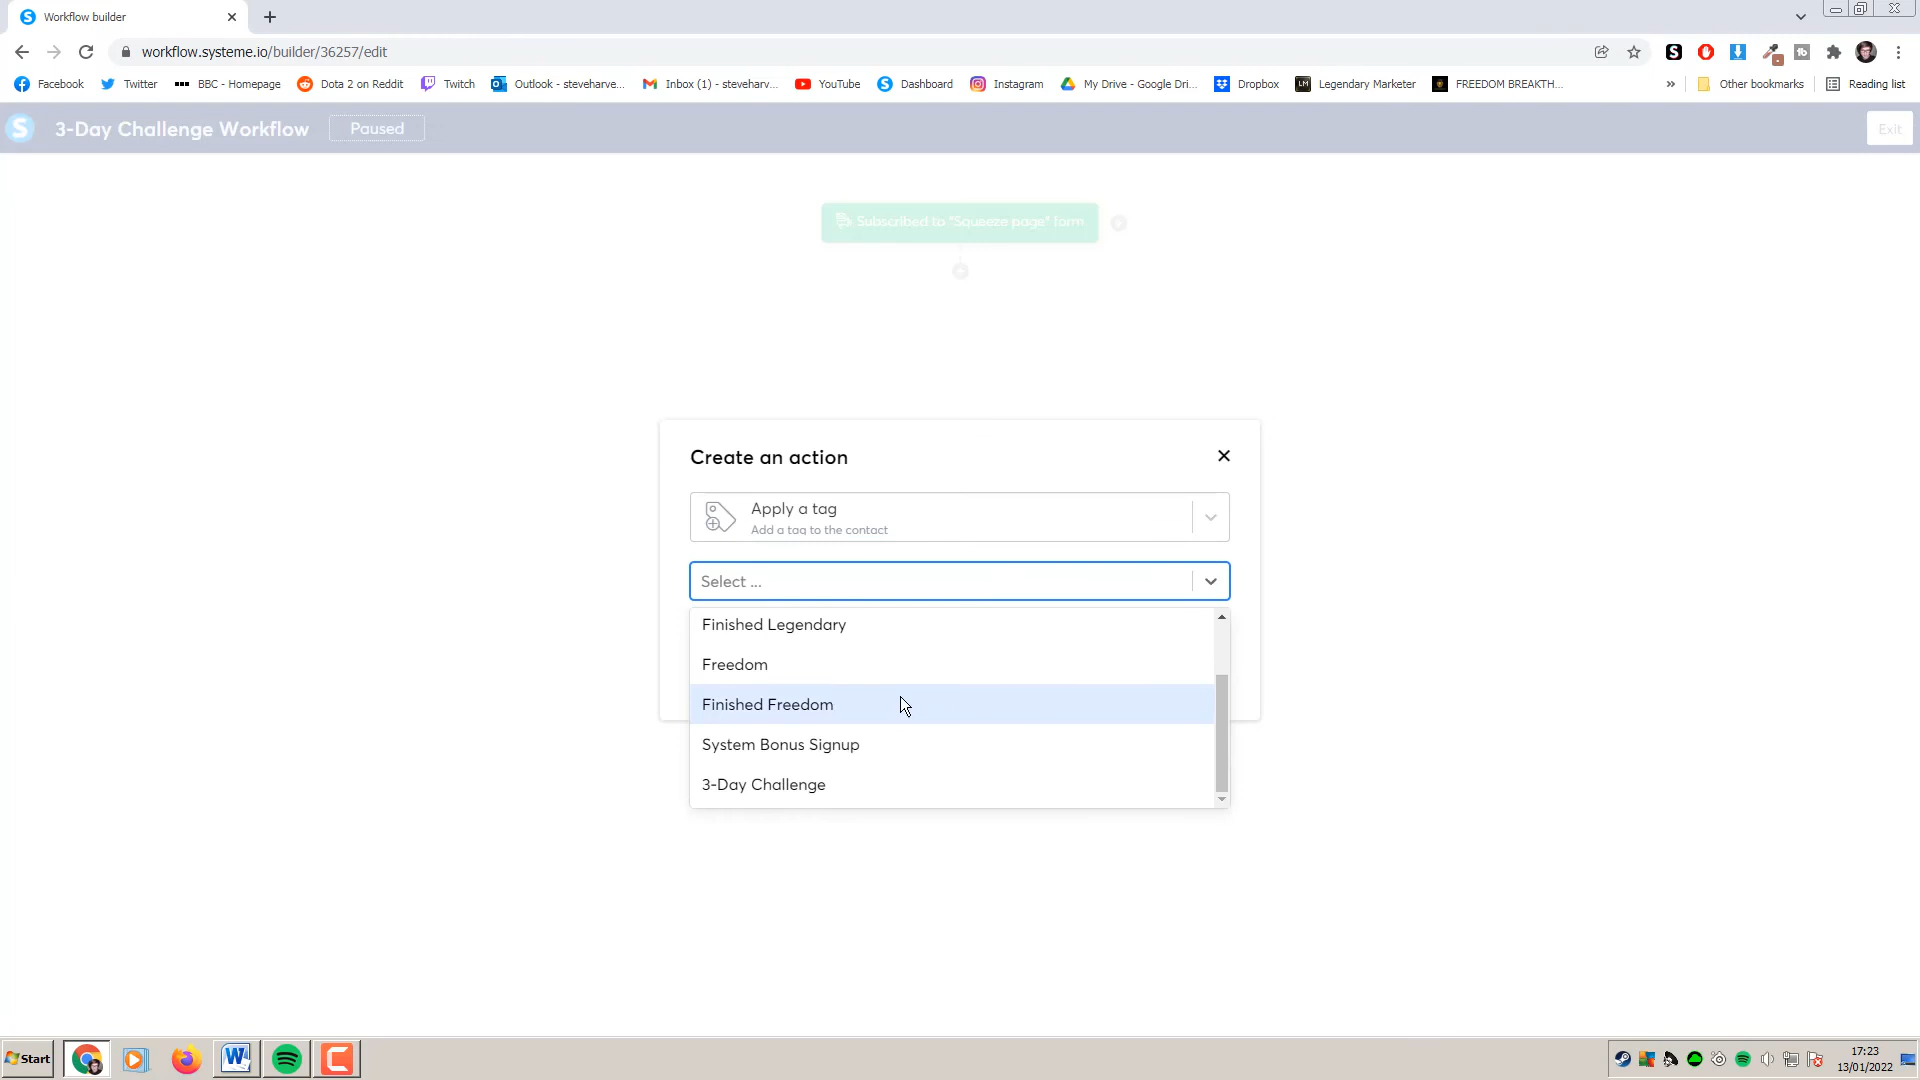 Workflow builder
workflow.systeme.io/builder/36257/edit
Facebook Twitter BBC - Homepage Dota 2 on Reddit Twitch Outlook - steveharve... Inbox (1) - steveharv... YouTube Dashboard Instagram My Drive - Google Dri... Dropbox Legendary Marketer FREEDOM BREAKTH... » Other bookmarks Reading list
3-Day Challenge Workflow Paused Exit
Subscribed to "Squeeze page" form
Create an action
Apply a tag
Add a tag to the contact
Select ...
Finished Legendary
Freedom
Finished Freedom
System Bonus Signup
3-Day Challenge
Start
17:23
13/01/2022